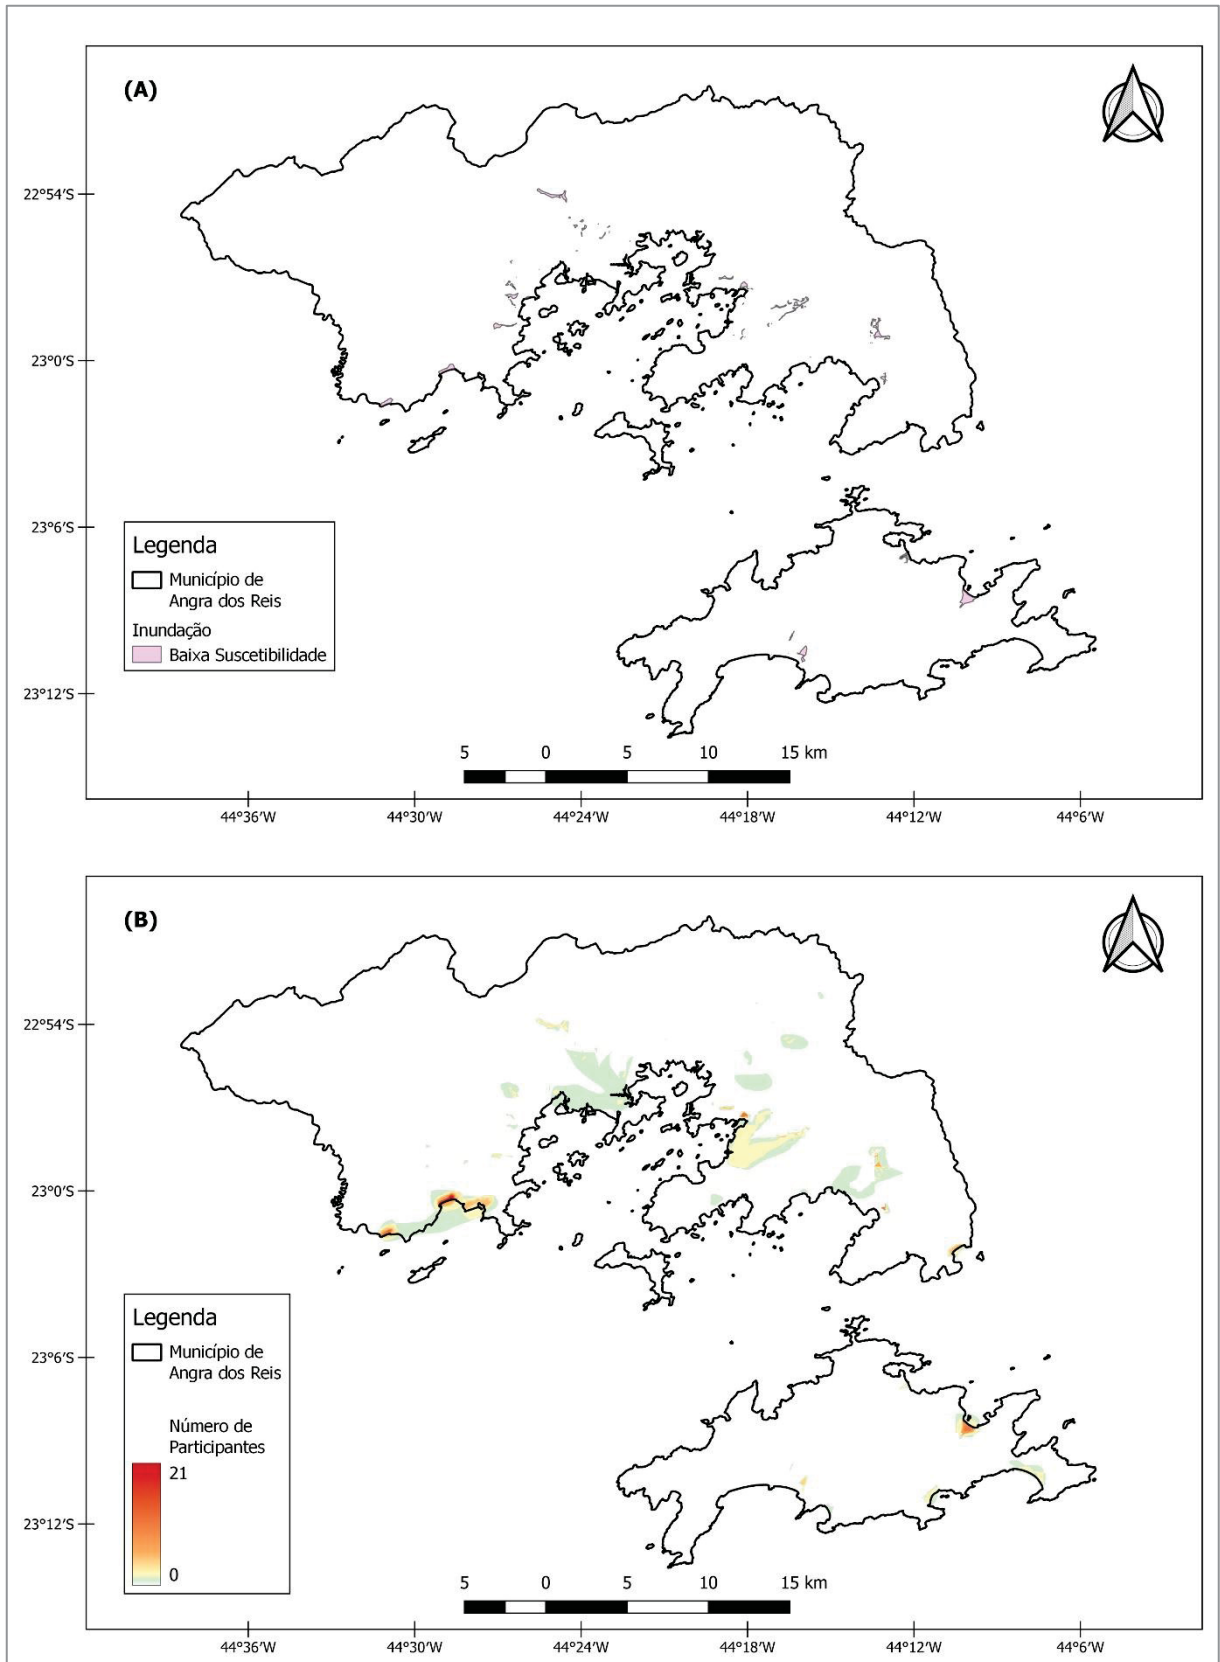 (A)
22°54'S
23°0'S
23°6'S
23°12'S
Legenda
Município de
Angra dos Reis
Inundação
Baixa Suscetibilidade
5 0 5 10 15 km
44°36'W 44°30'W 44°24'W 44°18'W 44°12'W 44°6'W
(B)
22°54'S
23°0'S
23°6'S
23°12'S
Legenda
Município de
Angra dos Reis
Número de
Participantes
21
0
5 0 5 10 15 km
44°36'W 44°30'W 44°24'W 44°18'W 44°12'W 44°6'W